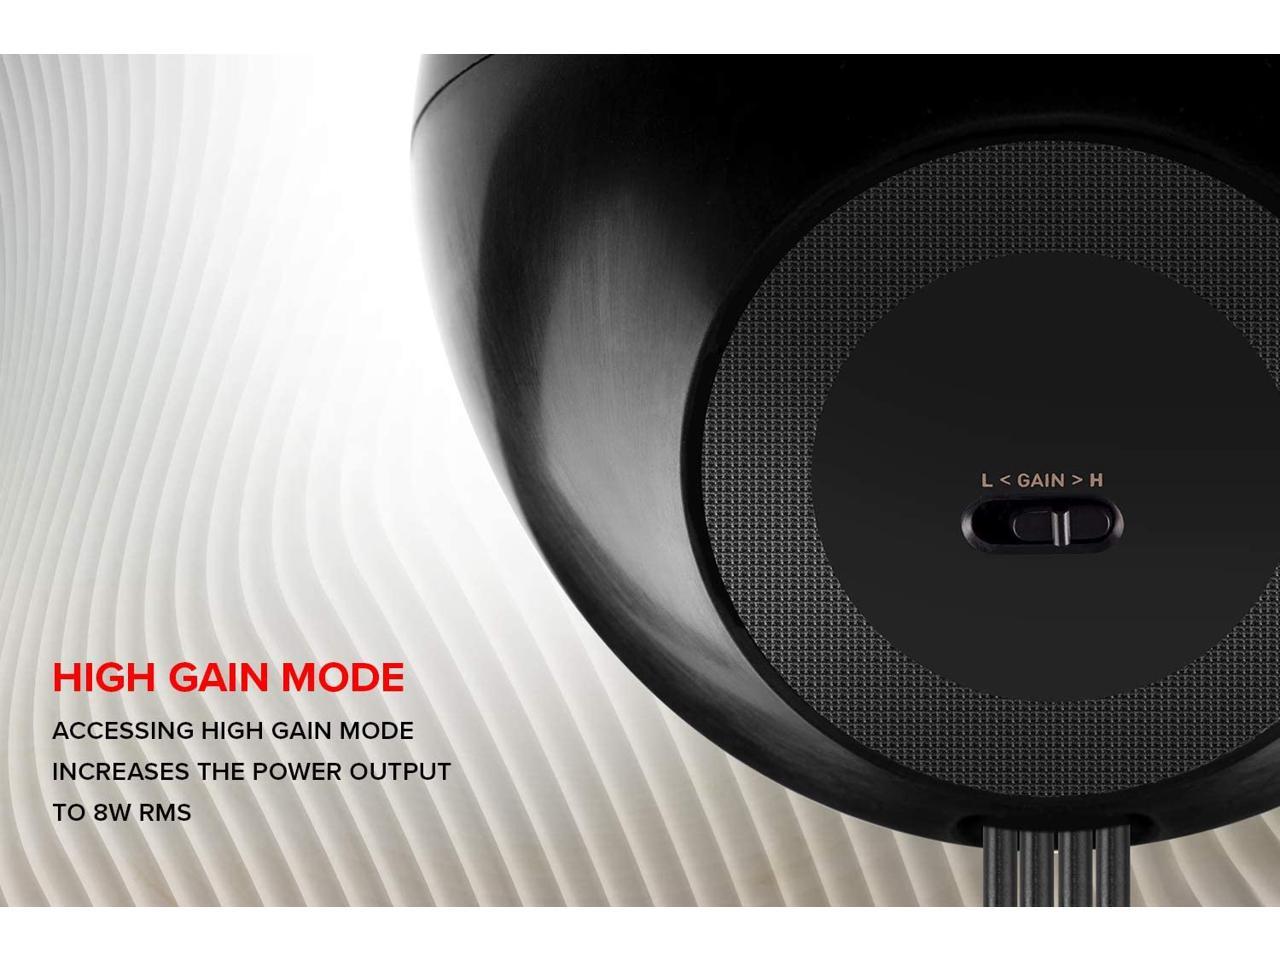 L < GAIN > H
HIGH GAIN MODE
ACCESSING HIGH GAIN MODE
INCREASES THE POWER OUTPUT
TO 8W RMS